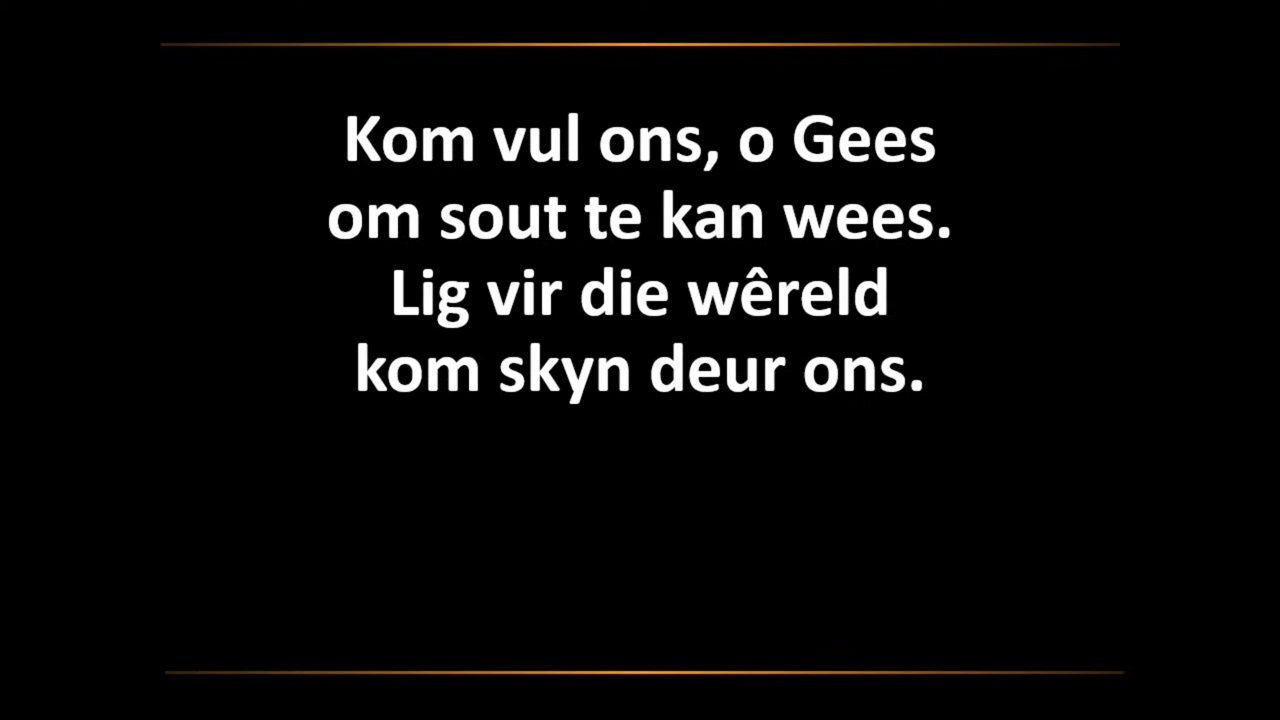 Kom vul ons, o Gees
om sout te kan wees.
Lig vir die wêreld
kom skyn deur ons.